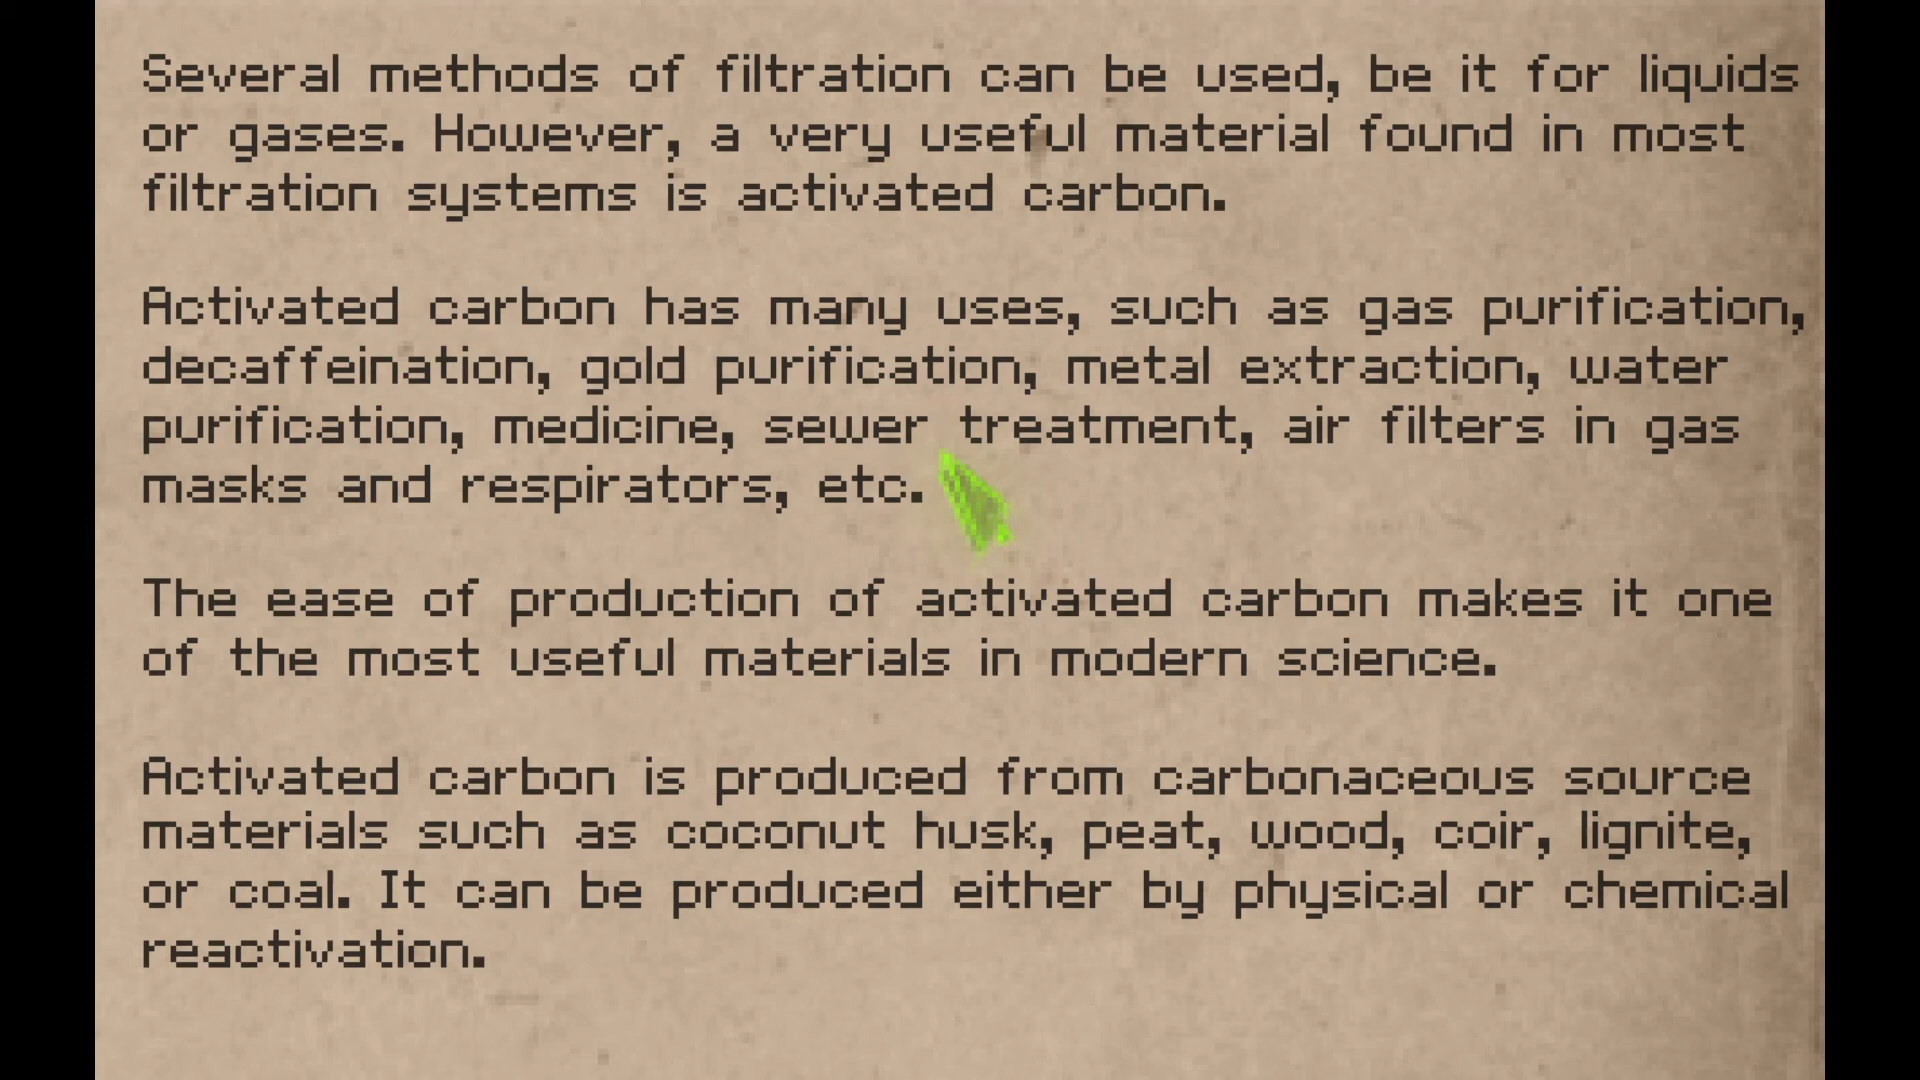 Several methods of filtration can be used, be it for liquids
or gases. However, a very useful material found in most
filtration systems is activated carbon.
Activated carbon has many uses, such as gas purification,
decaffeination, gold purification, metal extraction, water
purification, medicine, sewer treatment, air filters in gas
masks and respirators, etc.
The ease of production of activated carbon makes it one
of the most useful materials in modern science.
Activated carbon is produced from carbonaceous source
materials such as coconut husk, peat, wood, coir, lignite,
or coal. It can be produced either by physical or chemical
reactivation.